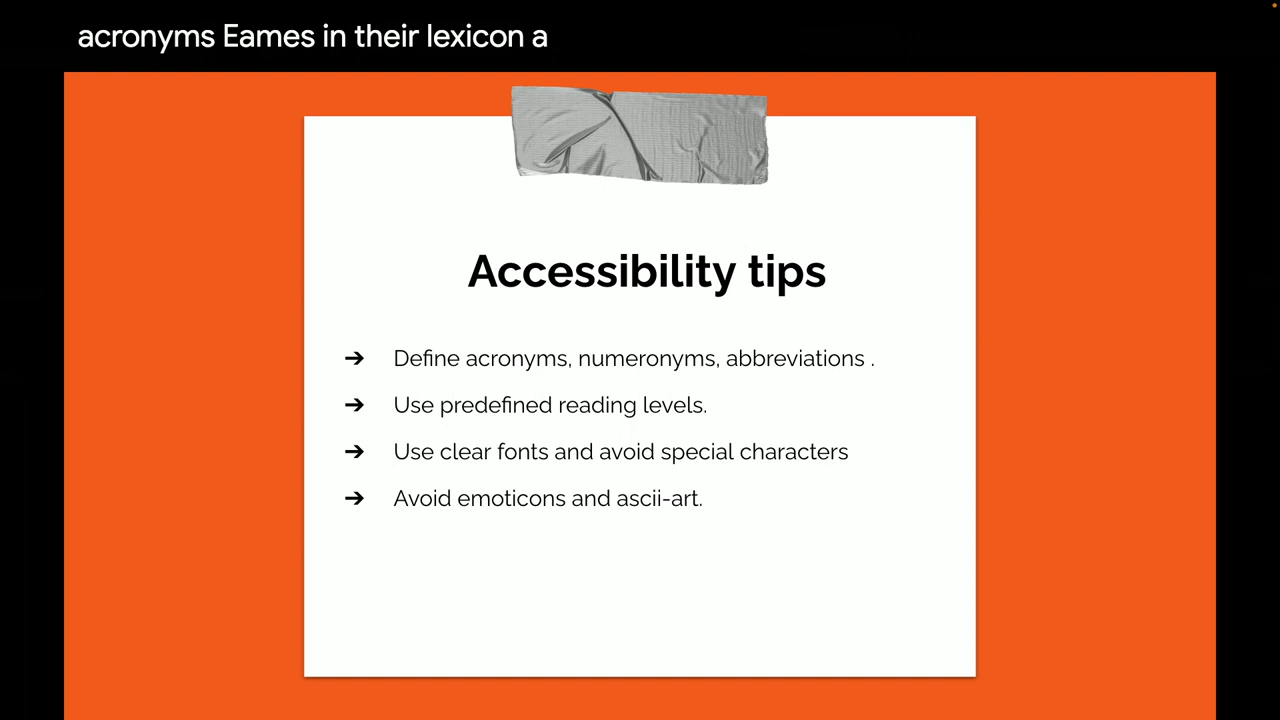 acronyms Eames in their lexicon a
Accessibility tips
➔ Define acronyms, numeronyms, abbreviations .
➔ Use predefined reading levels.
➔ Use clear fonts and avoid special characters
➔ Avoid emoticons and ascii-art.